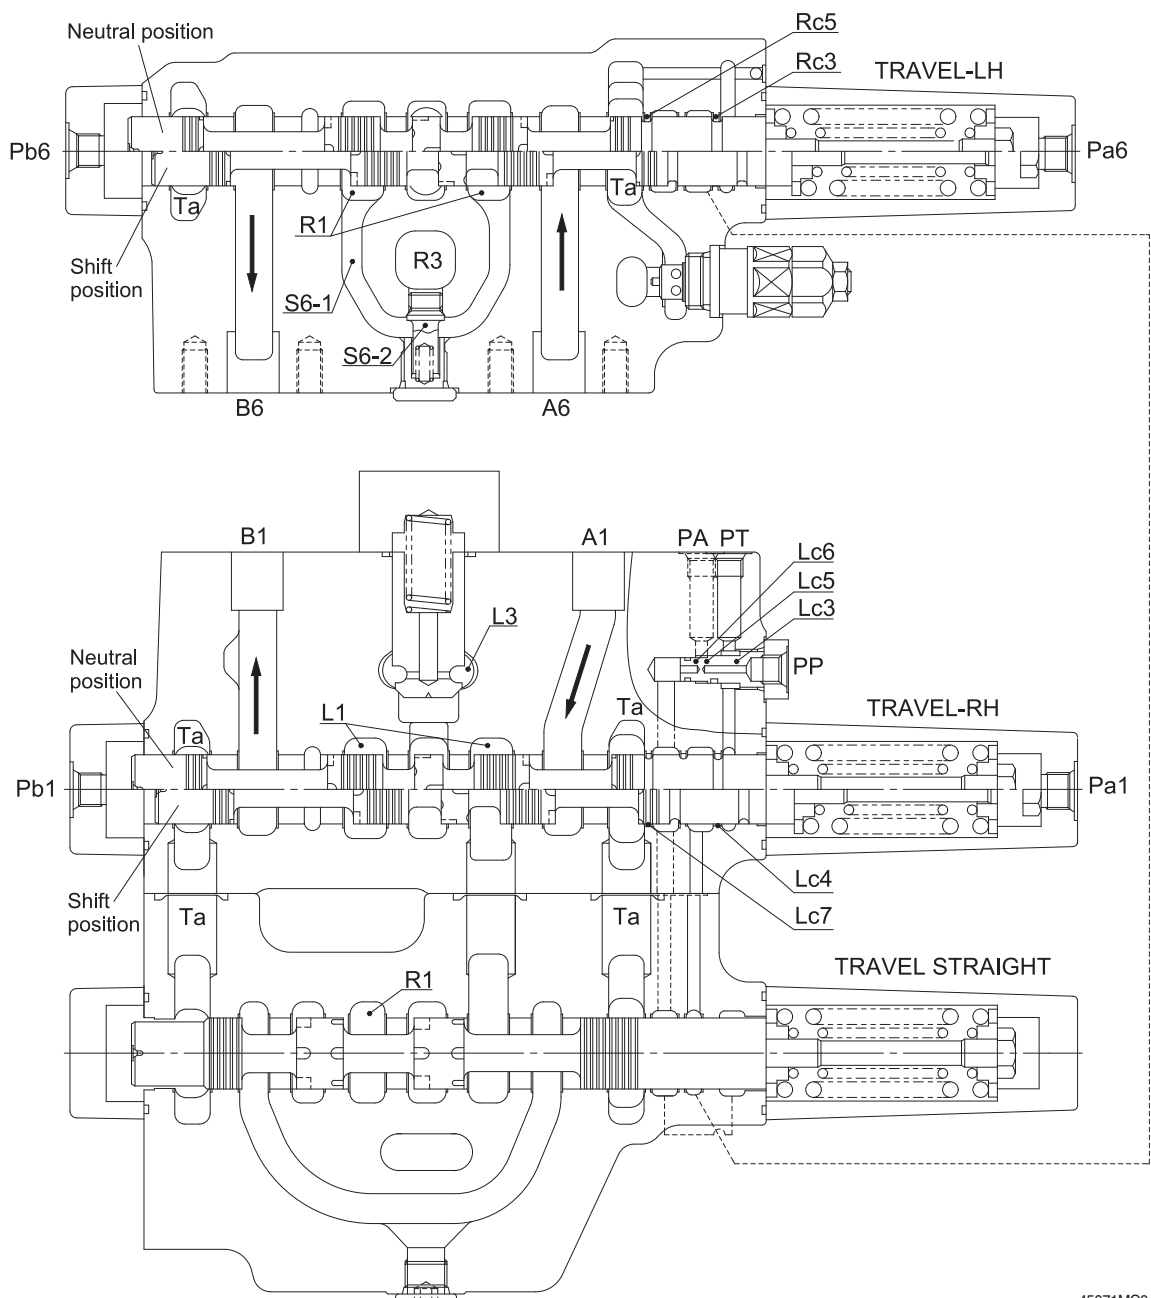 Rc5
Neutral position
Rc3
TRAVEL-LH
Pb6
Pa6
Ta
Ta
R1
R3
Shift
position
S6-1
S6-2
B6
A6
B1
A1
PA
PT
Lc6
Lc5
Lc3
L3
PP
Neutral
position
L1
Ta
Ta
TRAVEL-RH
Pb1
Pa1
Shift
position
Lc4
Lc7
Ta
Ta
TRAVEL STRAIGHT
R1